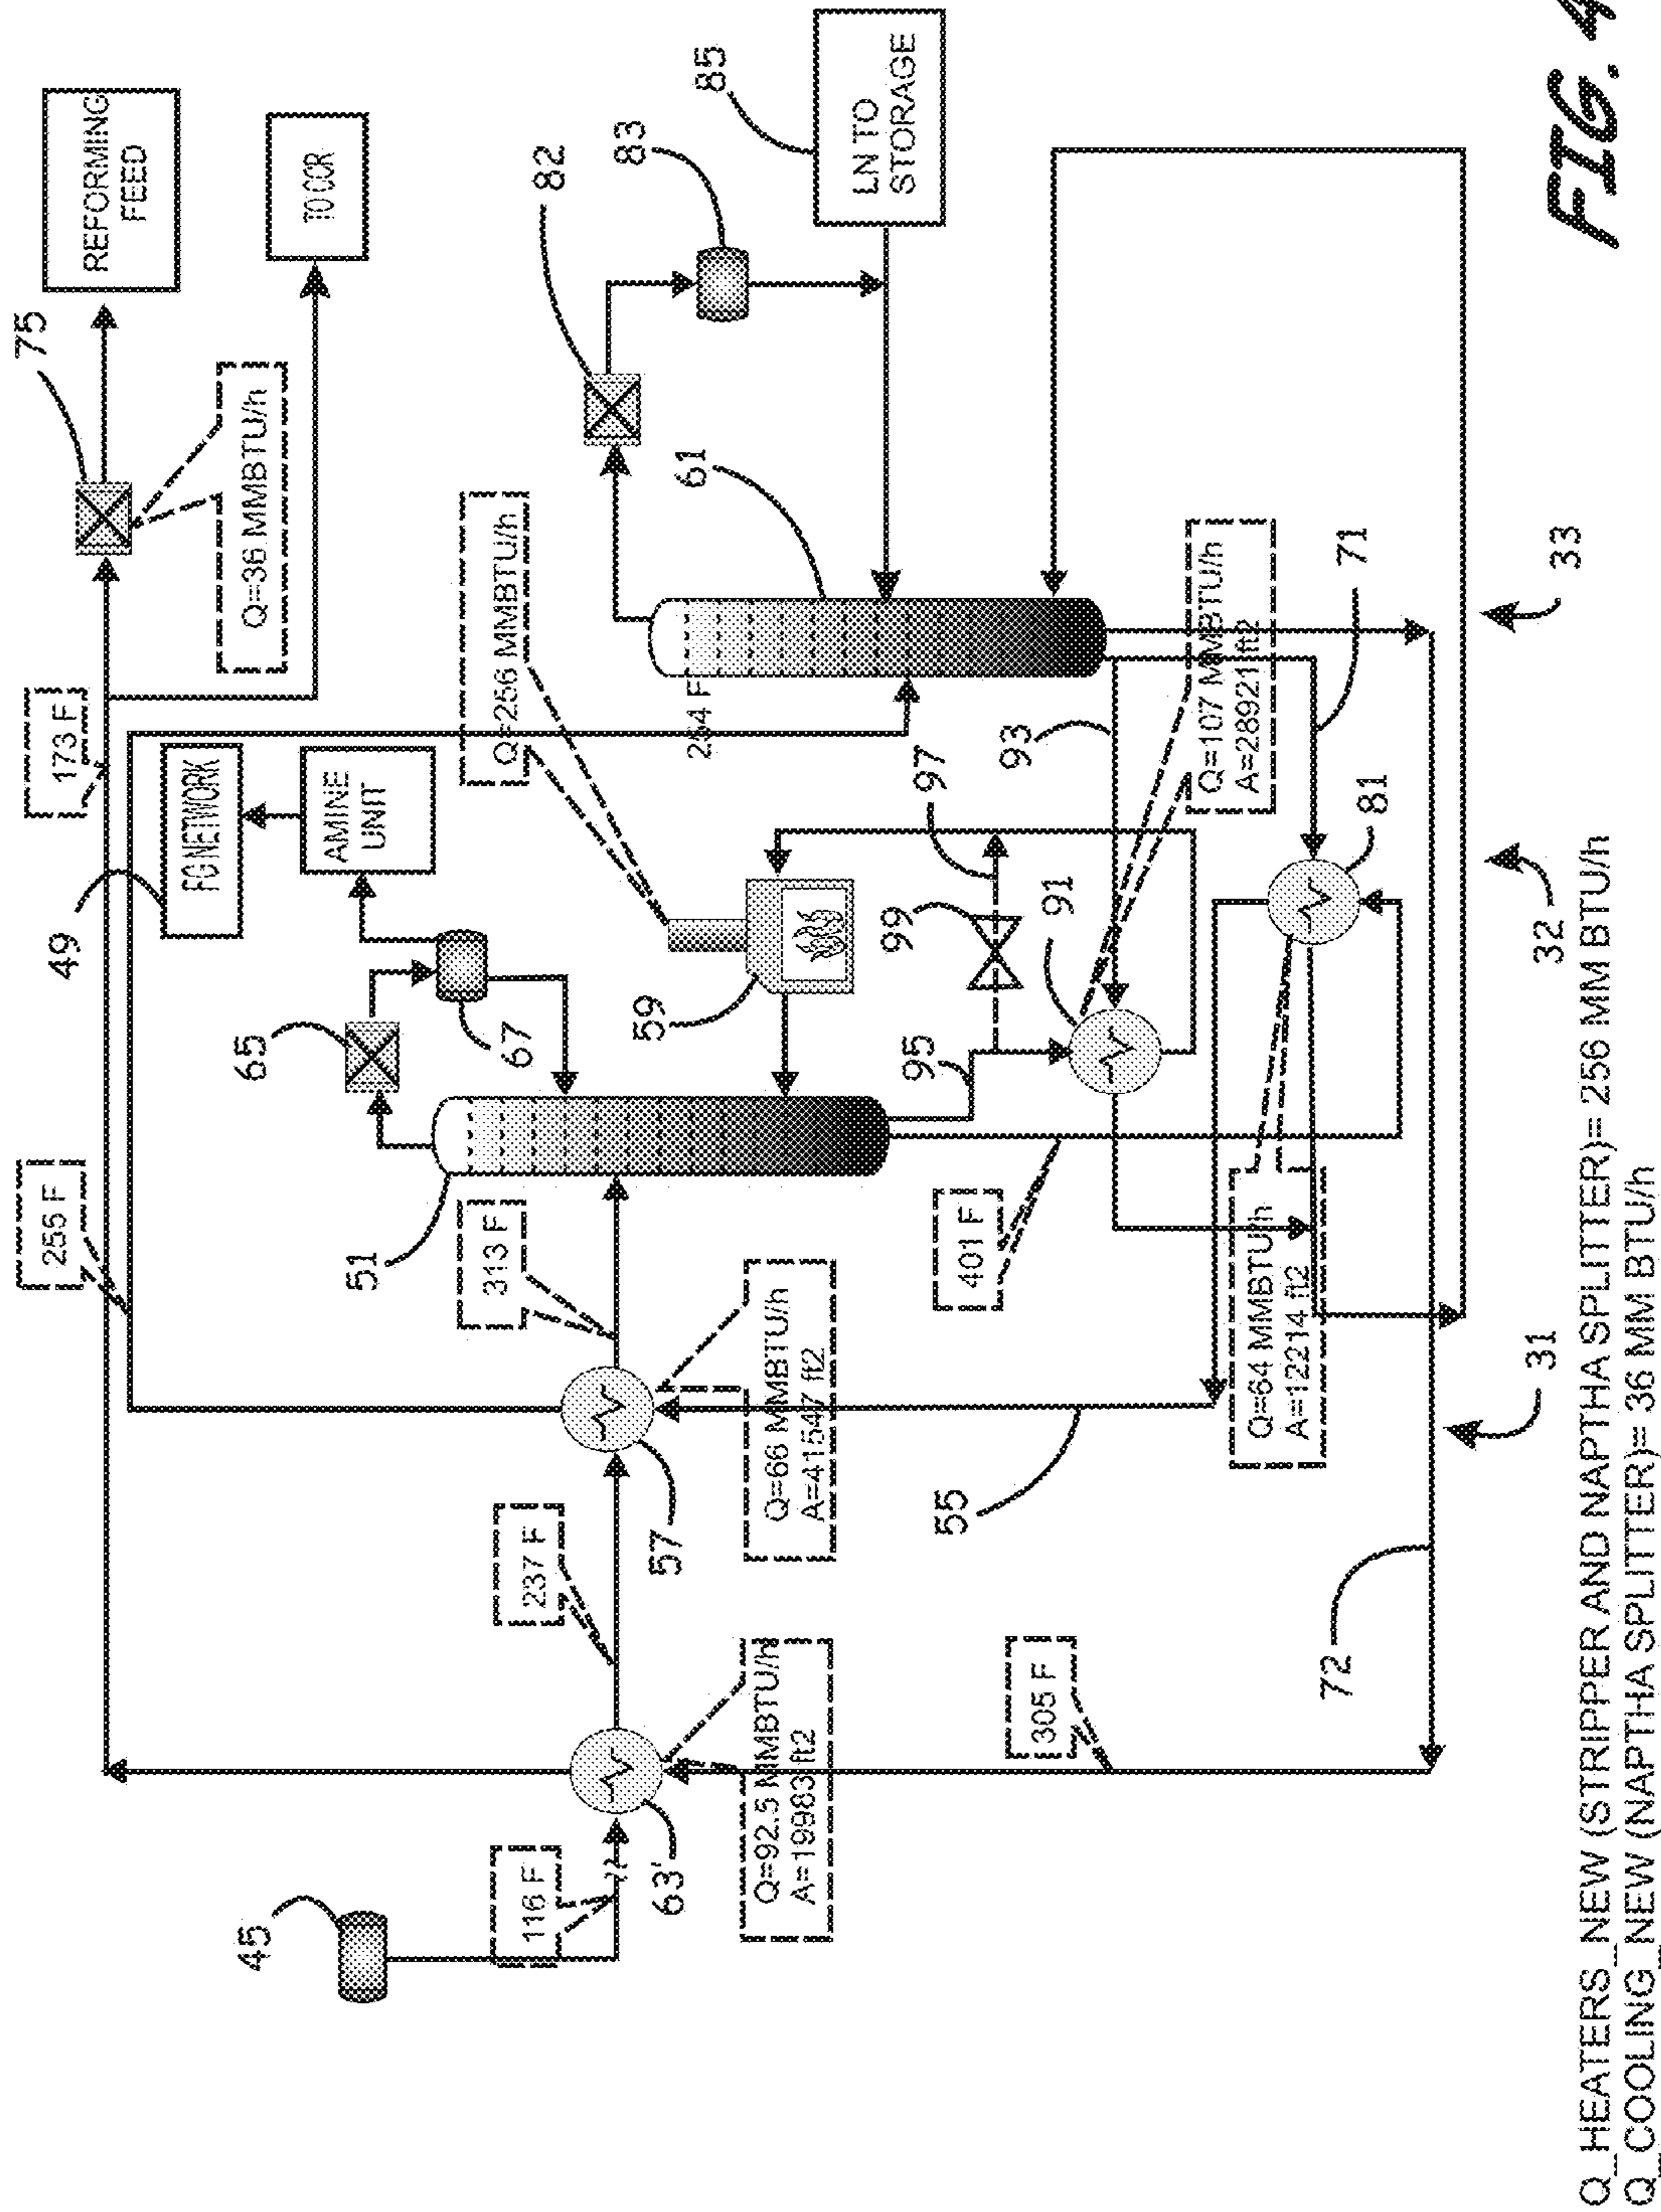 45
116 F
63'
Q=92.5 MMBTU/h
A=19983 ft2
237 F
57
Q=66 MMBTU/h
A=41547 ft2
313 F
305 F
72
55
255 F
51
65
67
49
FG NETWORK
AMINE
UNIT
173 F
75
REFORMING
FEED
Q=36 MMBTU/h
TO CCR
59
Q=256 MMBTU/h
254 F
61
82
83
85
LN TO
STORAGE
95
99
97
91
93
Q=107 MMBTU/h
A=28921 ft2
401 F
Q=64 MMBTU/h
A=12214 ft2
81
71
31
32
33
Q_HEATERS_NEW (STRIPPER AND NAPTHA SPLITTER)= 256 MM BTU/h
Q_COOLING_NEW (NAPTHA SPLITTER)= 36 MM BTU/h
FIG. 4